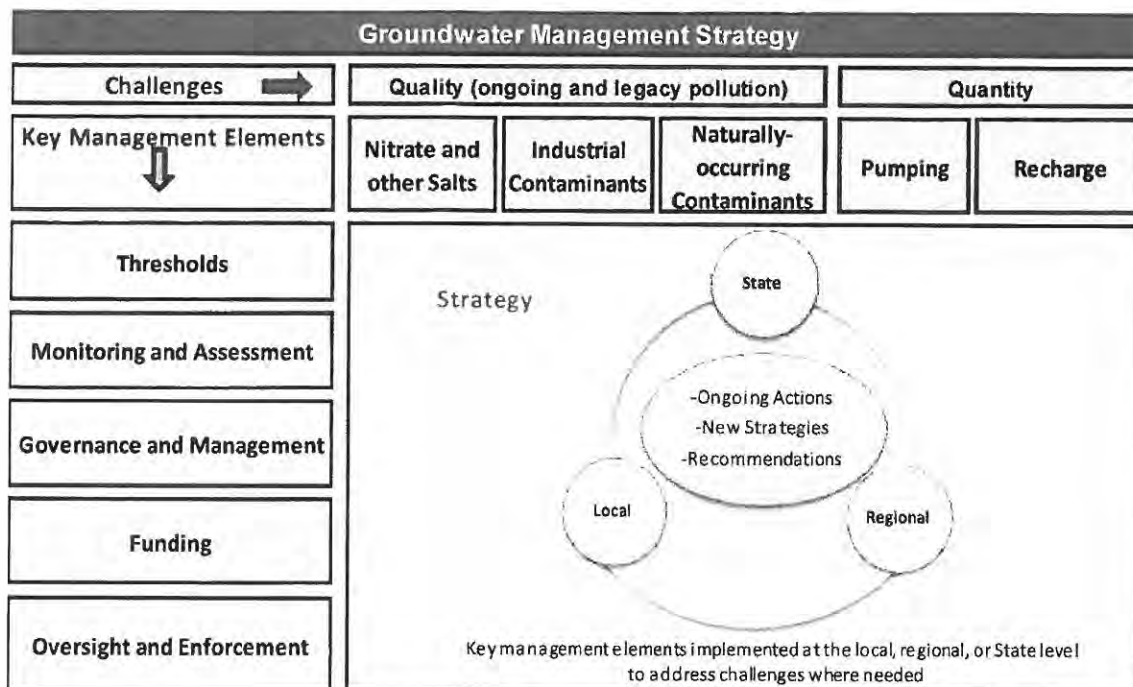 Groundwater Management Strategy
Challenges
Quality (ongoing and legacy pollution)
Quantity
Key Management Elements
Nitrate and
other Salts
Industrial
Contaminants
Naturally-
occurring
Contaminants
Pumping
Recharge
Thresholds
Monitoring and Assessment
Governance and Management
Funding
Oversight and Enforcement
Strategy
State
-Ongoing Actions
-New Strategies
-Recommendations
Local
Regional
Key management elements implemented at the local, regional, or State level
to address challenges where needed